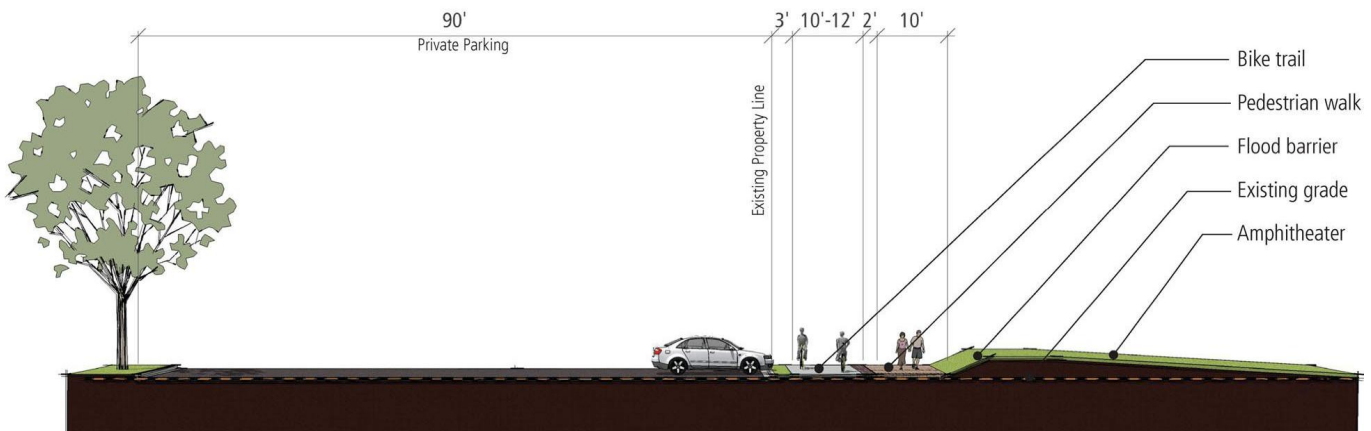 90'
Private Parking
3'
10'-12'
2'
10'
Existing Property Line
Bike trail
Pedestrian walk
Flood barrier
Existing grade
Amphitheater